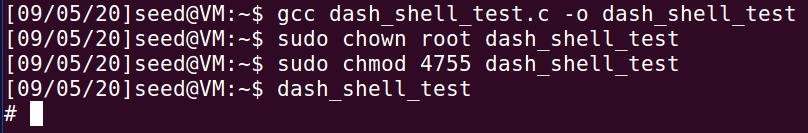 [09/05/20]seed@VM:~$ gcc dash_shell_test.c -o dash_shell_test
[09/05/20]seed@VM:~$ sudo chown root dash_shell_test
[09/05/20]seed@VM:~$ sudo chmod 4755 dash_shell_test
[09/05/20]seed@VM:~$ dash_shell_test
#